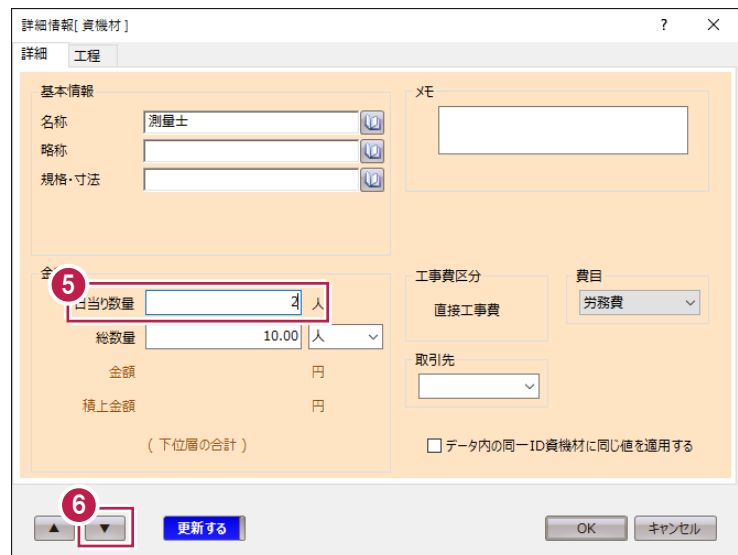 詳細情報[ 資機材 ] ? ×
詳細 工程
基本情報
名称 測量士
略称
規格・寸法
メモ
金
5
日当り数量 2 人
総数量 10.00 人
金額 円
積上金額 円
( 下位層の合計 )
工事費区分
直接工事費
費目
労務費
取引先
データ内の同一ID資機材に同じ値を適用する
6
▲ ▼ 更新する OK キャンセル